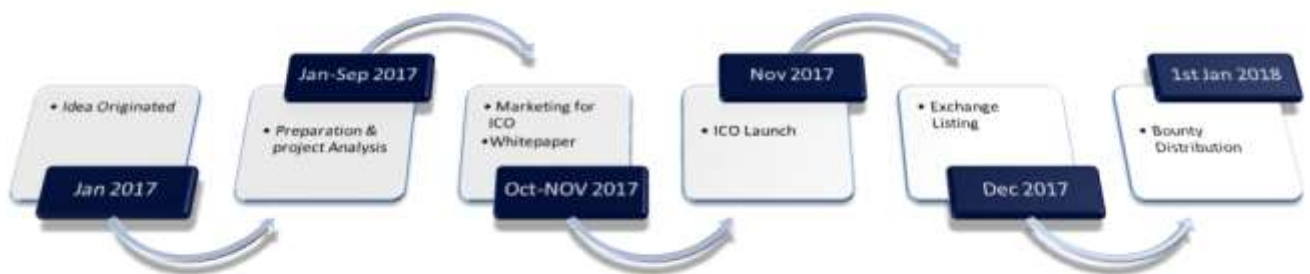 • Idea Originated
Jan 2017
Jan-Sep 2017
• Preparation &
project Analysis
• Marketing for
ICO
•Whitepaper
Oct-NOV 2017
Nov 2017
• ICO Launch
• Exchange
Listing
Dec 2017
1st Jan 2018
• Bounty
Distribution